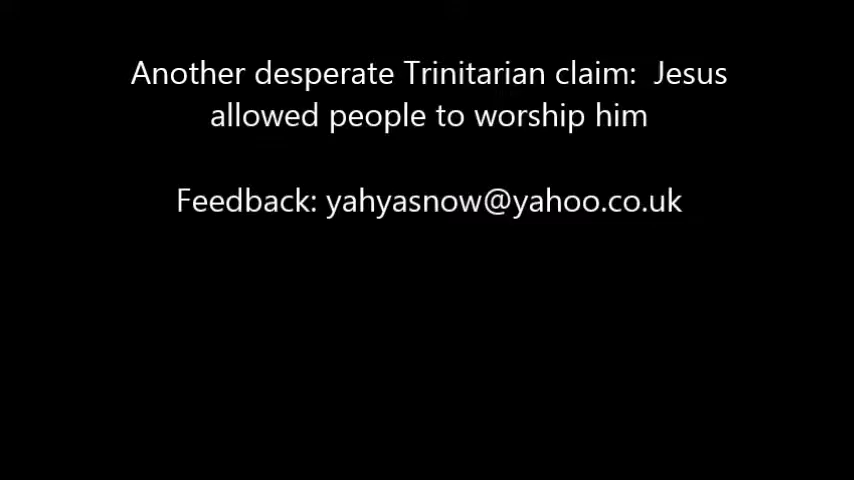 Another desperate Trinitarian claim:  Jesus
allowed people to worship him
Feedback: yahyasnow@yahoo.co.uk